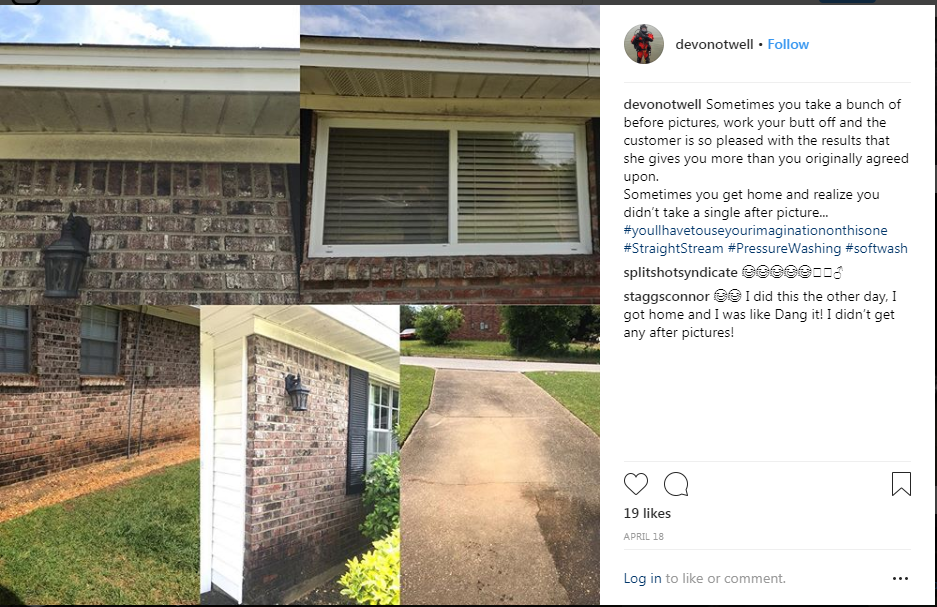 devonotwell • Follow
devonotwell Sometimes you take a bunch of
before pictures, work your butt off and the
customer is so pleased with the results that
she gives you more than you originally agreed
upon.
Sometimes you get home and realize you
didn't take a single after picture...
#youllhavetouseyourimaginationonthisone
#StraightStream #PressureWashing #softwash
splitshotsyndicate 😂😂😂😂😂🤷🏻‍♂
staggsconnor 😂😂 I did this the other day, I
got home and I was like Dang it! I didn't get
any after pictures!
19 likes
APRIL 18
Log in to like or comment.